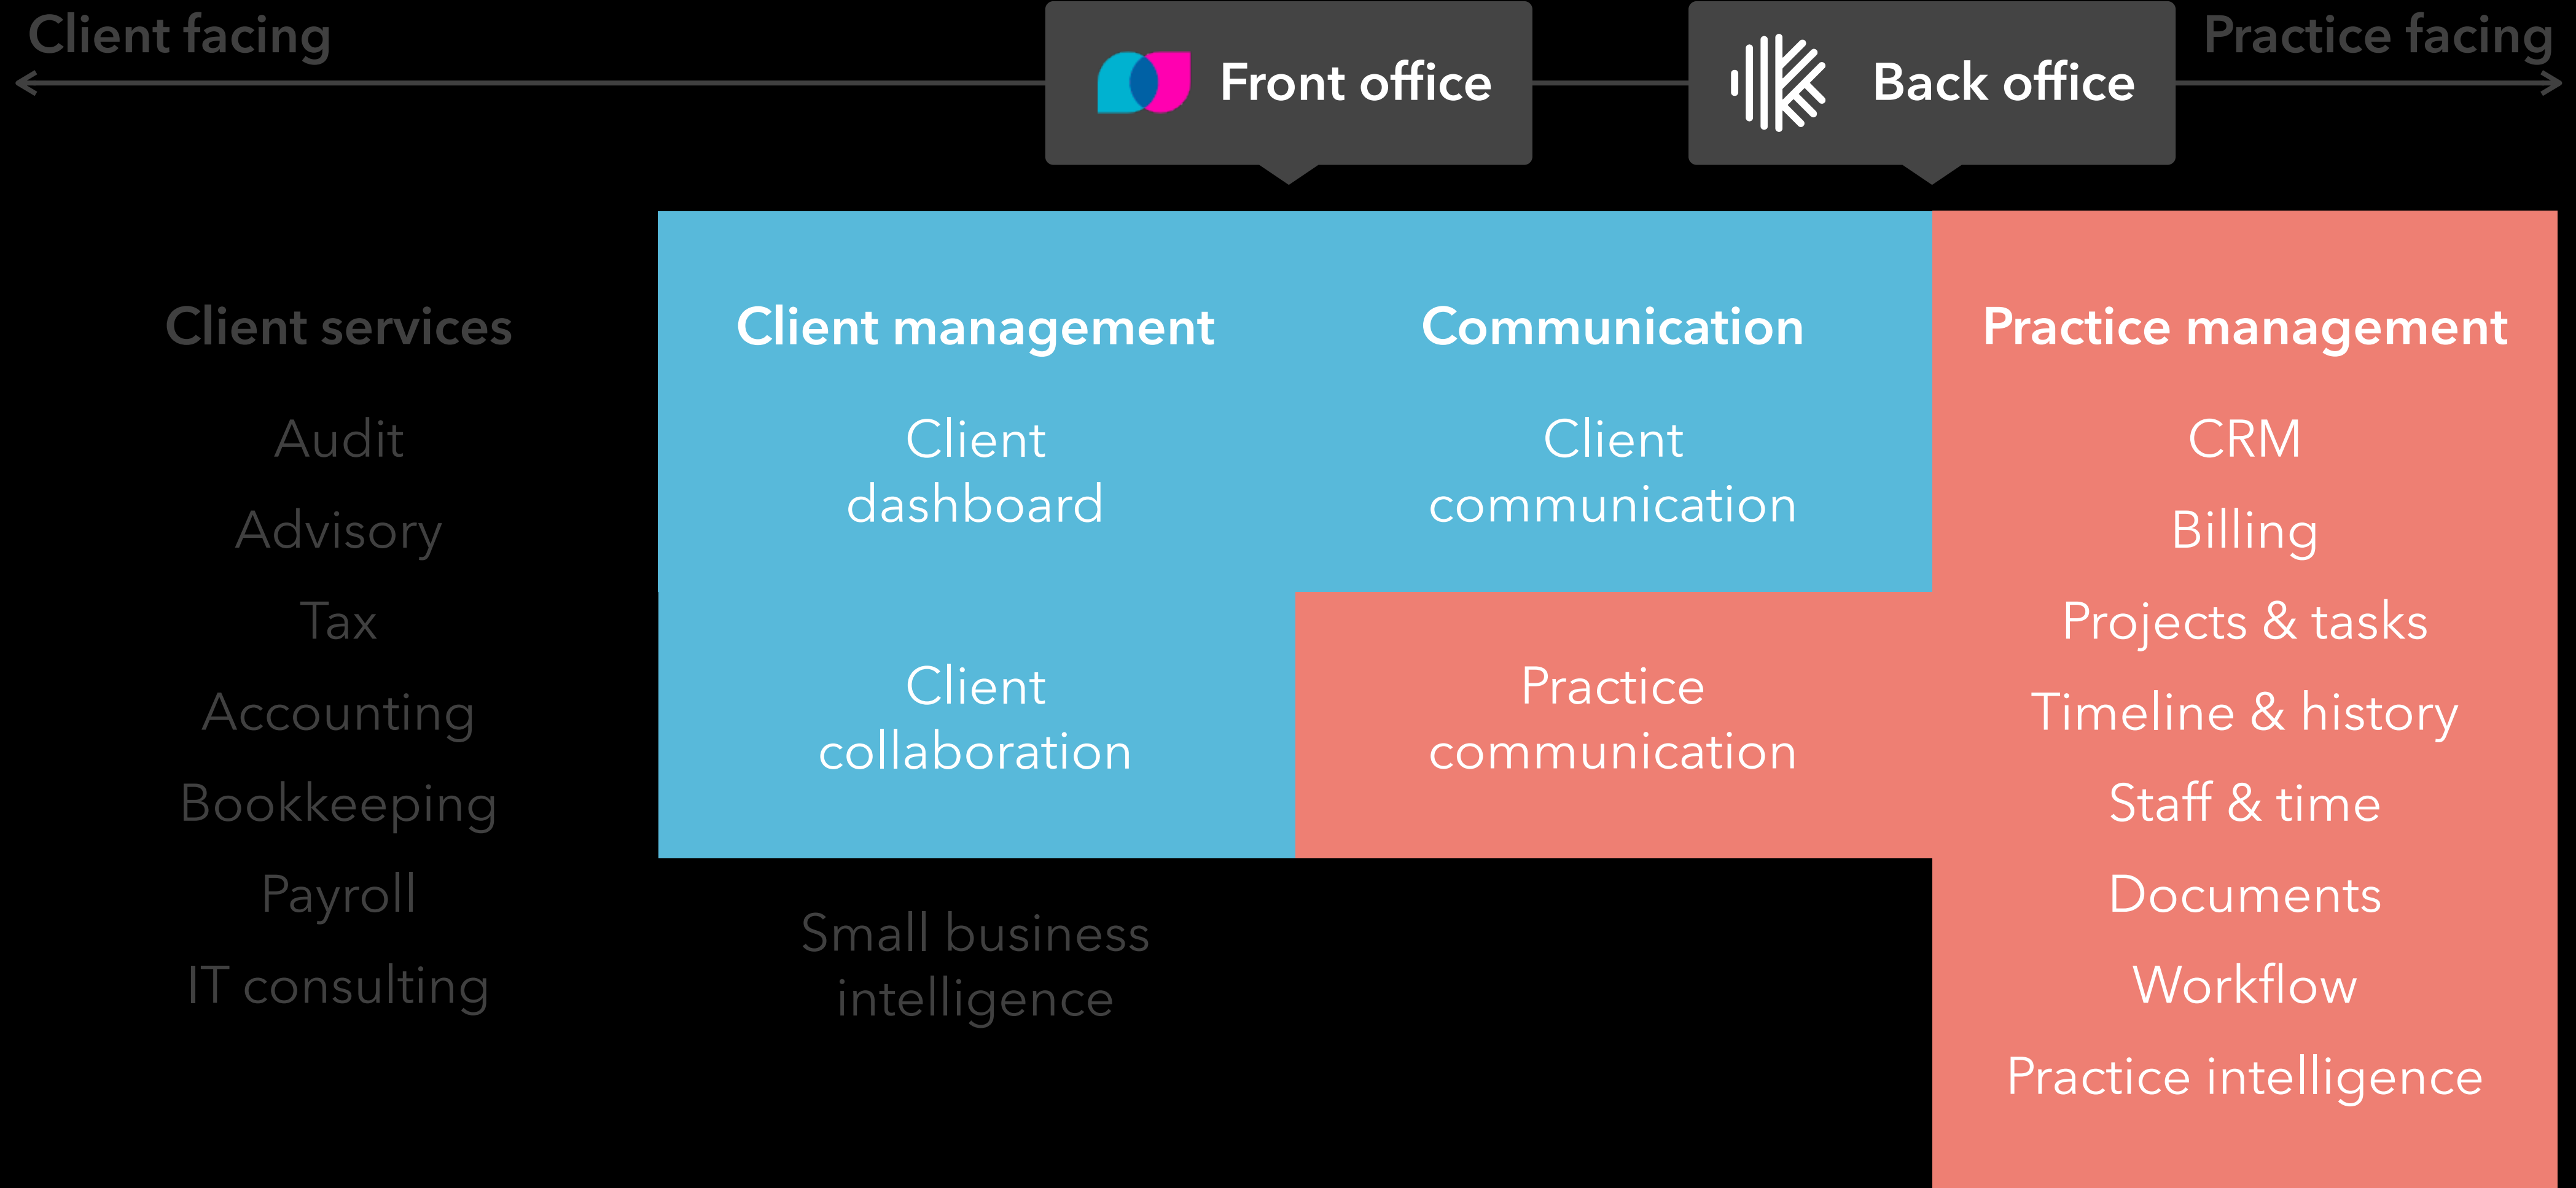 Client facing
Front office
Back office
Practice facing
Client services
Audit
Advisory
Tax
Accounting
Bookkeeping
Payroll
IT consulting
Client management
Client
dashboard
Client
collaboration
Small business
intelligence
Communication
Client
communication
Practice
communication
Practice management
CRM
Billing
Projects & tasks
Timeline & history
Staff & time
Documents
Workflow
Practice intelligence